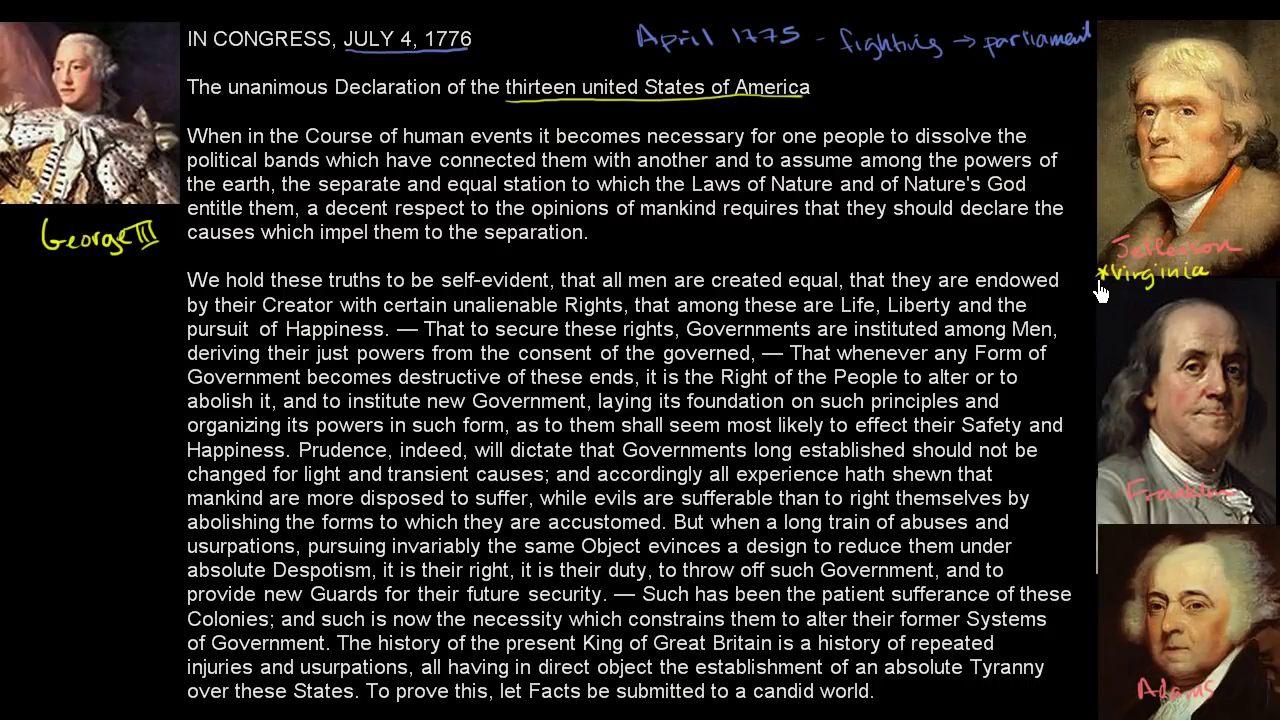 IN CONGRESS, JULY 4, 1776
April 1775 - fighting → parliament
The unanimous Declaration of the thirteen united States of America
When in the Course of human events it becomes necessary for one people to dissolve the
political bands which have connected them with another and to assume among the powers of
the earth, the separate and equal station to which the Laws of Nature and of Nature's God
entitle them, a decent respect to the opinions of mankind requires that they should declare the
causes which impel them to the separation.
George III
Jefferson
*Virginia
We hold these truths to be self-evident, that all men are created equal, that they are endowed
by their Creator with certain unalienable Rights, that among these are Life, Liberty and the
pursuit of Happiness. — That to secure these rights, Governments are instituted among Men,
deriving their just powers from the consent of the governed, — That whenever any Form of
Government becomes destructive of these ends, it is the Right of the People to alter or to
abolish it, and to institute new Government, laying its foundation on such principles and
organizing its powers in such form, as to them shall seem most likely to effect their Safety and
Happiness. Prudence, indeed, will dictate that Governments long established should not be
changed for light and transient causes; and accordingly all experience hath shewn that
mankind are more disposed to suffer, while evils are sufferable than to right themselves by
abolishing the forms to which they are accustomed. But when a long train of abuses and
usurpations, pursuing invariably the same Object evinces a design to reduce them under
absolute Despotism, it is their right, it is their duty, to throw off such Government, and to
provide new Guards for their future security. — Such has been the patient sufferance of these
Colonies; and such is now the necessity which constrains them to alter their former Systems
of Government. The history of the present King of Great Britain is a history of repeated
injuries and usurpations, all having in direct object the establishment of an absolute Tyranny
over these States. To prove this, let Facts be submitted to a candid world.
Franklin
Adams